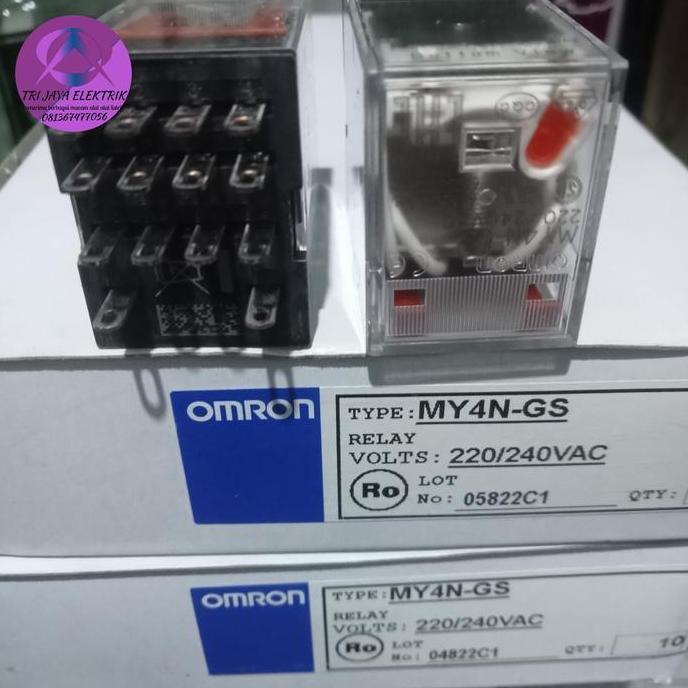 TRI JAYA ELEKTRIK
081367477056
OMRON
TYPE: MY4N-GS
RELAY
VOLTS: 220/240VAC
Ro
LOT
No: 05822C1
QTY:
OMRON
TYPE: MY4N-GS
RELAY
VOLTS: 220/240VAC
Ro
LOT
No: 04822C1
QTY: 10